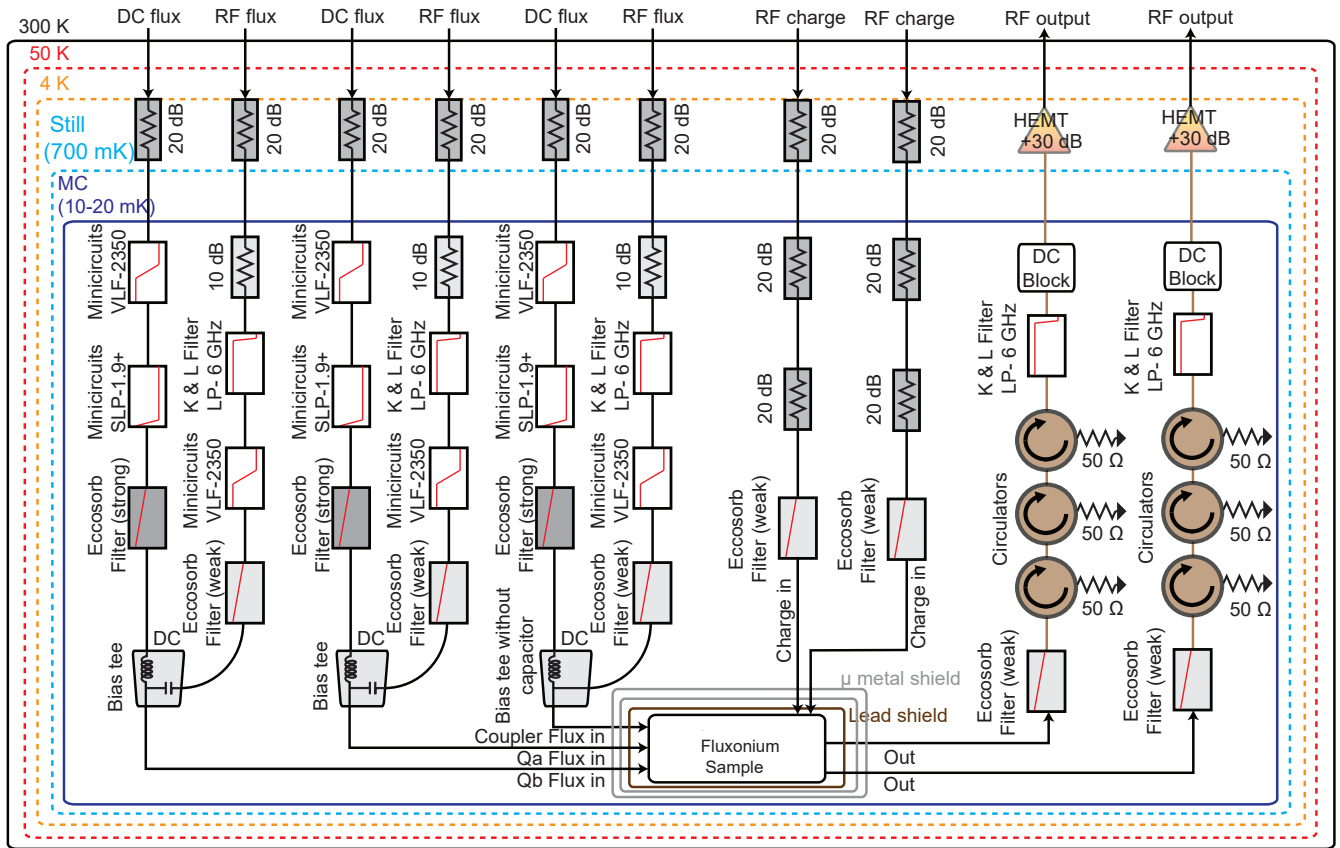 DC flux
RF flux
DC flux
RF flux
DC flux
RF flux
RF charge
RF charge
RF output
RF output
300 K
50 K
4 K
Still
(700 mK)
MC
(10-20 mK)
20 dB
20 dB
20 dB
20 dB
20 dB
20 dB
20 dB
20 dB
HEMT
+30 dB
HEMT
+30 dB
Minicircuits
VLF-2350
10 dB
Minicircuits
VLF-2350
10 dB
Minicircuits
VLF-2350
10 dB
20 dB
20 dB
DC
Block
DC
Block
Minicircuits
SLP-1.9+
K & L Filter
LP- 6 GHz
Minicircuits
SLP-1.9+
K & L Filter
LP- 6 GHz
Minicircuits
SLP-1.9+
K & L Filter
LP- 6 GHz
20 dB
20 dB
K & L Filter
LP- 6 GHz
K & L Filter
LP- 6 GHz
Eccosorb
Filter (strong)
Minicircuits
VLF-2350
Eccosorb
Filter (strong)
Minicircuits
VLF-2350
Eccosorb
Filter (strong)
Minicircuits
VLF-2350
Eccosorb
Filter (weak)
Eccosorb
Filter (weak)
Circulators
50 Ω
50 Ω
50 Ω
Circulators
50 Ω
50 Ω
50 Ω
Eccosorb
Filter (weak)
Eccosorb
Filter (weak)
Eccosorb
Filter (weak)
Charge in
Charge in
Bias tee
DC
Bias tee
DC
Bias tee without
capacitor
DC
Eccosorb
Filter (weak)
Eccosorb
Filter (weak)
µ metal shield
Lead shield
Coupler Flux in
Qa Flux in
Qb Flux in
Fluxonium
Sample
Out
Out